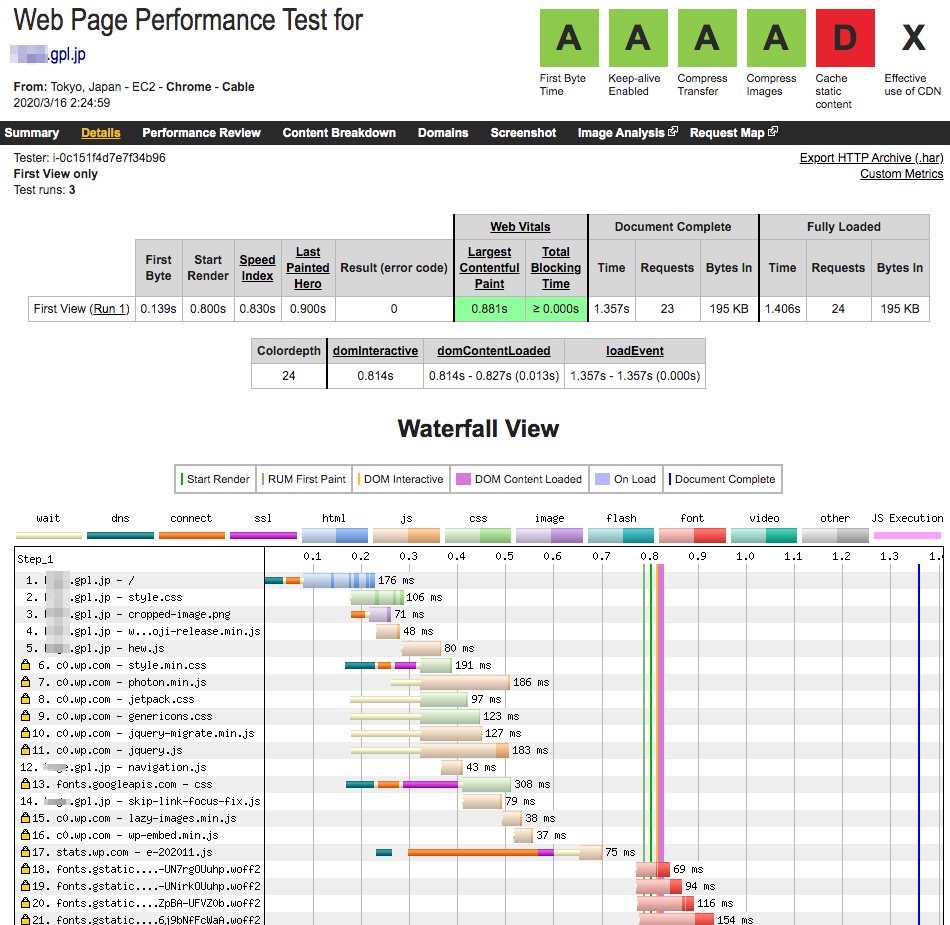 Web Page Performance Test for
.gpl.jp
From: Tokyo, Japan - EC2 - Chrome - Cable
2020/3/16 2:24:59
A A A A D X
First Byte Time
Keep-alive Enabled
Compress Transfer
Compress Images
Cache static content
Effective use of CDN
Summary Details Performance Review Content Breakdown Domains Screenshot Image Analysis Request Map
Tester: i-0c151f4d7e7f34b96
First View only
Test runs: 3
Export HTTP Archive (.har)
Custom Metrics
Web Vitals Document Complete Fully Loaded
First Byte Start Render Speed Index Last Painted Hero Result (error code) Largest Contentful Paint Total Blocking Time Time Requests Bytes In Time Requests Bytes In
First View (Run 1) 0.139s 0.800s 0.830s 0.900s 0 0.881s ≥ 0.000s 1.357s 23 195 KB 1.406s 24 195 KB
Colordepth domInteractive domContentLoaded loadEvent
24 0.814s 0.814s - 0.827s (0.013s) 1.357s - 1.357s (0.000s)
Waterfall View
Start Render RUM First Paint DOM Interactive DOM Content Loaded On Load Document Complete
wait dns connect ssl html js css image flash font video other JS Execution
Step_1 0.1 0.2 0.3 0.4 0.5 0.6 0.7 0.8 0.9 1.0 1.1 1.2 1.3
1. .gpl.jp - / 176 ms
2. .gpl.jp - style.css 106 ms
3. .gpl.jp - cropped-image.png 71 ms
4. .gpl.jp - w...oji-release.min.js 48 ms
5. .gpl.jp - hew.js 80 ms
6. c0.wp.com - style.min.css 191 ms
7. c0.wp.com - photon.min.js 186 ms
8. c0.wp.com - jetpack.css 97 ms
9. c0.wp.com - genericons.css 123 ms
10. c0.wp.com - jquery-migrate.min.js 127 ms
11. c0.wp.com - jquery.js 183 ms
12. .gpl.jp - navigation.js 43 ms
13. fonts.googleapis.com - css 308 ms
14. .gpl.jp - skip-link-focus-fix.js 79 ms
15. c0.wp.com - lazy-images.min.js 38 ms
16. c0.wp.com - wp-embed.min.js 37 ms
17. stats.wp.com - e-202011.js 75 ms
18. fonts.gstatic....-UN7rgOUuhp.woff2 69 ms
19. fonts.gstatic....-UNirkOUuhp.woff2 94 ms
20. fonts.gstatic....ZpBA-UFVZ0b.woff2 116 ms
21. fonts.gstatic....6j9bNfFcWaA.woff2 154 ms